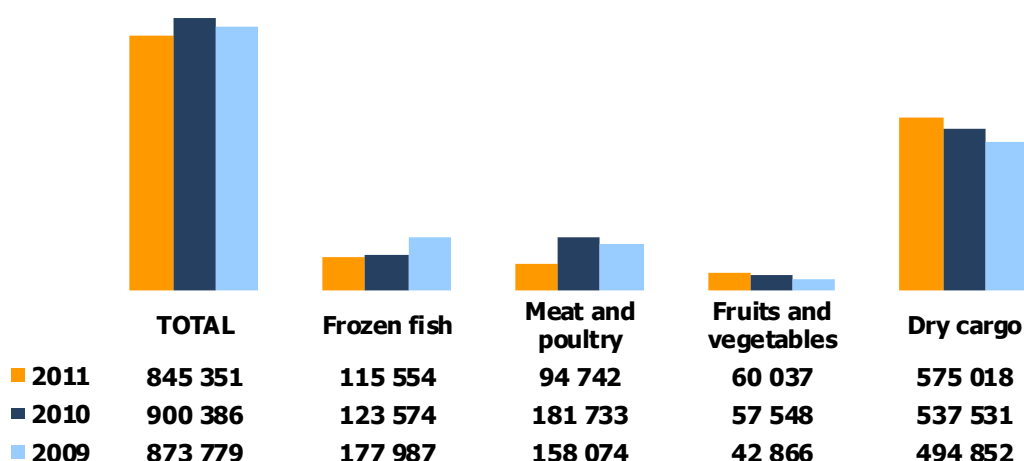 TOTAL Frozen fish Meat and poultry Fruits and vegetables Dry cargo
2011 845 351 115 554 94 742 60 037 575 018
2010 900 386 123 574 181 733 57 548 537 531
2009 873 779 177 987 158 074 42 866 494 852